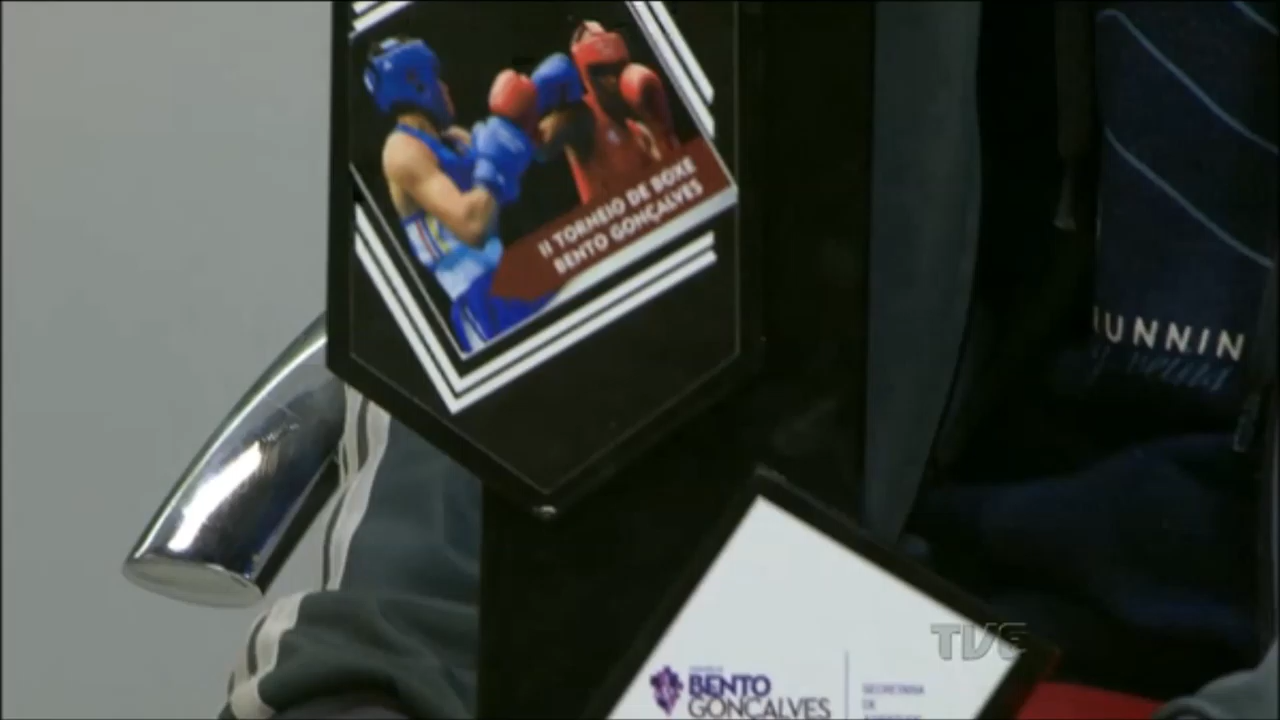 II TORNEIO DE BOXE
BENTO GONÇALVES
UNNIN
TVE
BENTO
GONÇALVES
SECRETARIA
DE